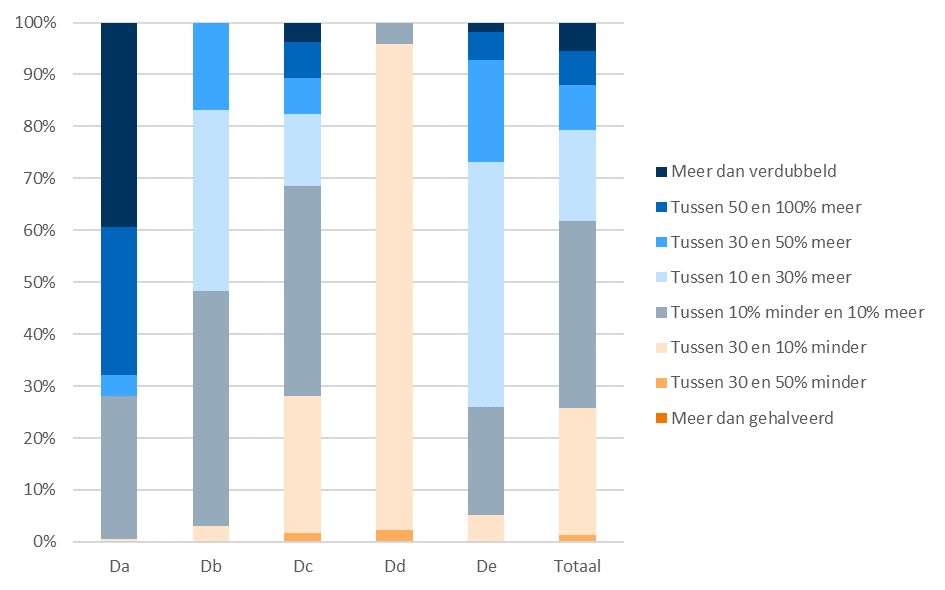 100%
90%
80%
70%
60%
50%
40%
30%
20%
10%
0%
Da Db Dc Dd De Totaal
Meer dan verdubbeld
Tussen 50 en 100% meer
Tussen 30 en 50% meer
Tussen 10 en 30% meer
Tussen 10% minder en 10% meer
Tussen 30 en 10% minder
Tussen 30 en 50% minder
Meer dan gehalveerd